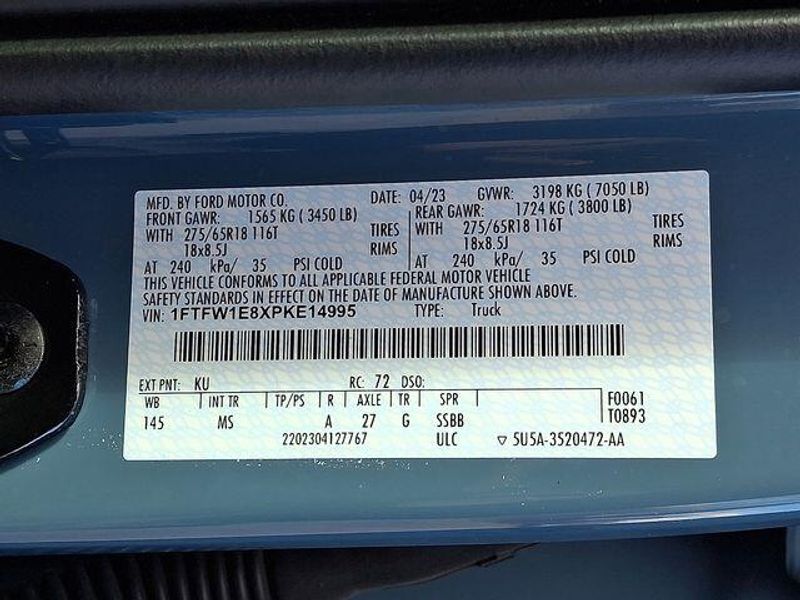 MFD. BY FORD MOTOR CO. DATE: 04/23 GVWR: 3198 KG ( 7050 LB)
FRONT GAWR: 1565 KG ( 3450 LB) REAR GAWR: 1724 KG ( 3800 LB)
WITH 275/65R18 116T TIRES WITH 275/65R18 116T TIRES
18x8.5J RIMS 18x8.5J RIMS
AT 240 kPa/ 35 PSI COLD AT 240 kPa/ 35 PSI COLD
THIS VEHICLE CONFORMS TO ALL APPLICABLE FEDERAL MOTOR VEHICLE
SAFETY STANDARDS IN EFFECT ON THE DATE OF MANUFACTURE SHOWN ABOVE.
VIN: 1FTFW1E8XPKE14995 TYPE: Truck
EXT PNT: KU RC: 72 DSO:
WB INT TR TP/PS R AXLE TR SPR F0061
145 MS A 27 G SSBB T0893
2202304127767 ULC ▽ 5U5A-3520472-AA